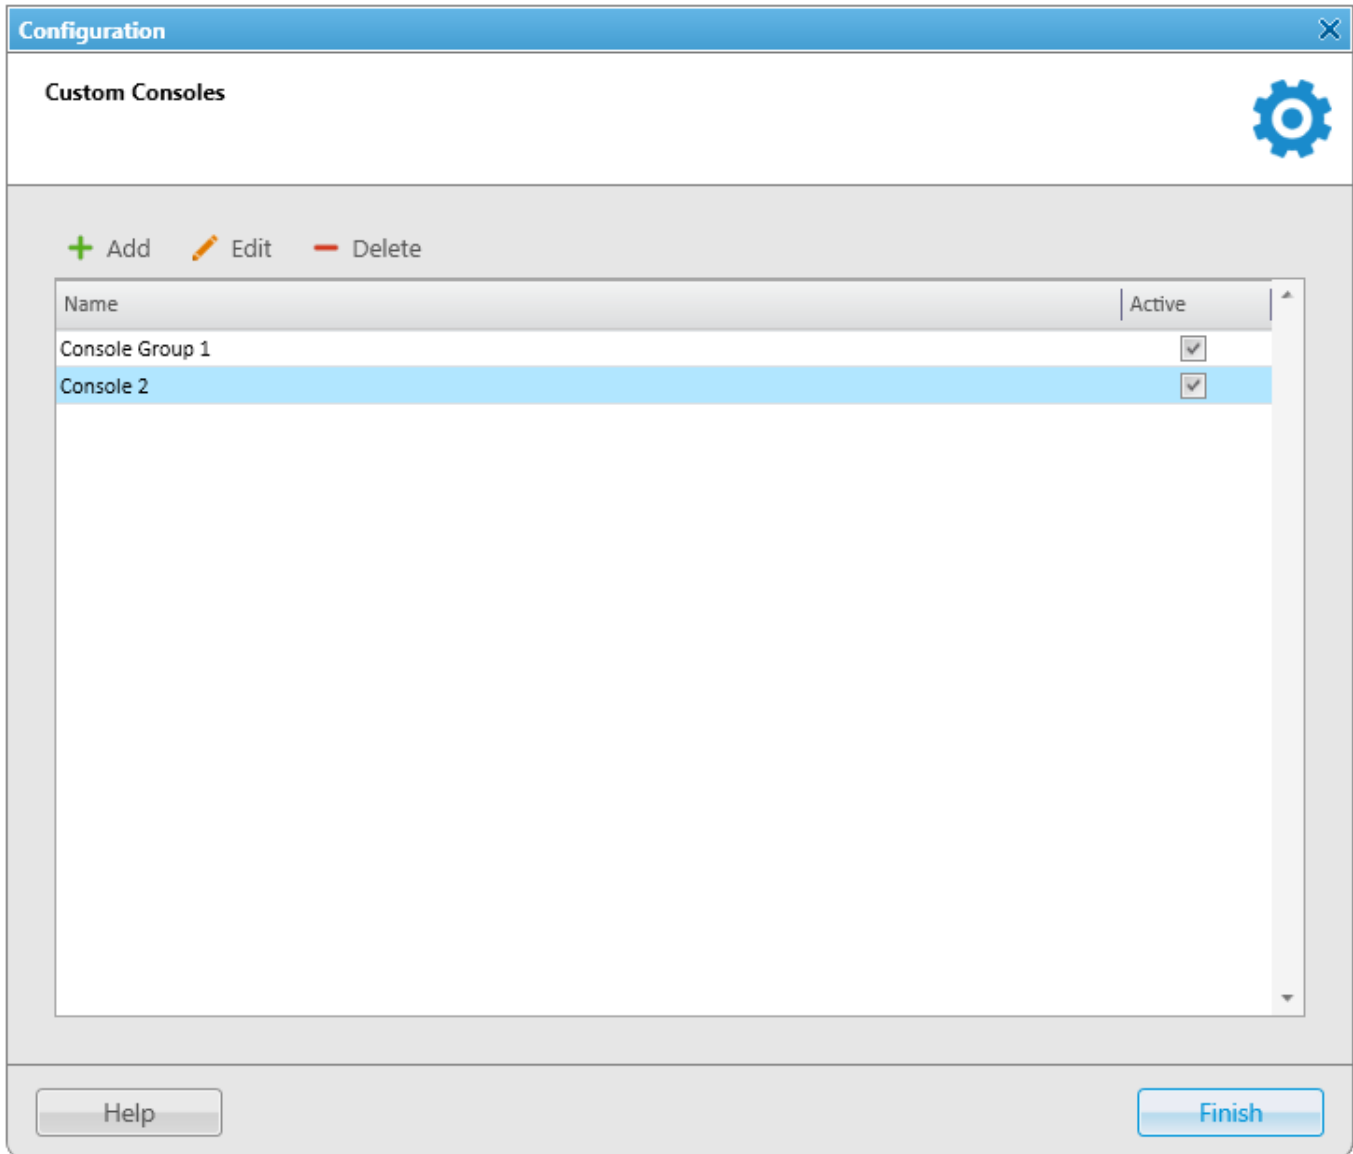 Configuration
Custom Consoles
Add Edit Delete
Name Active
Console Group 1
Console 2
Help Finish